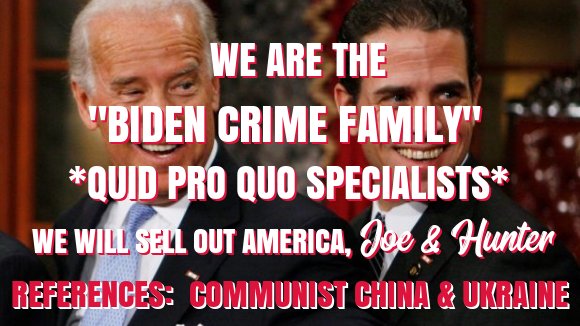 WE ARE THE
"BIDEN CRIME FAMILY"
*QUID PRO QUO SPECIALISTS*
WE WILL SELL OUT AMERICA, Joe & Hunter
REFERENCES: COMMUNIST CHINA & UKRAINE